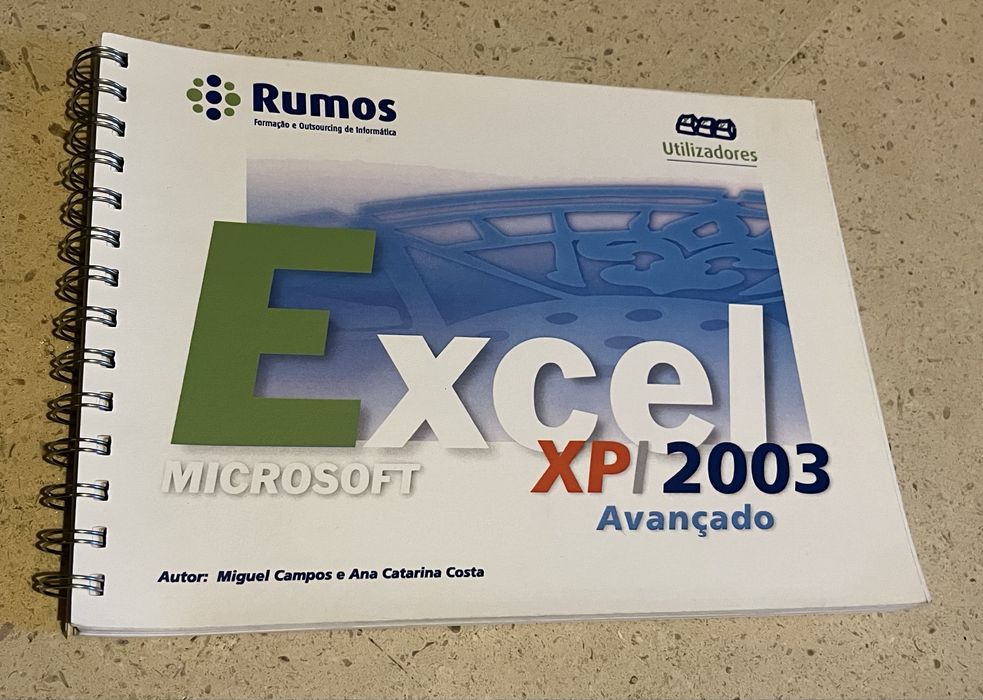 Rumos
Formação e Outsourcing de Informática
Utilizadores
Excel
MICROSOFT
XP/2003
Avançado
Autor: Miguel Campos e Ana Catarina Costa